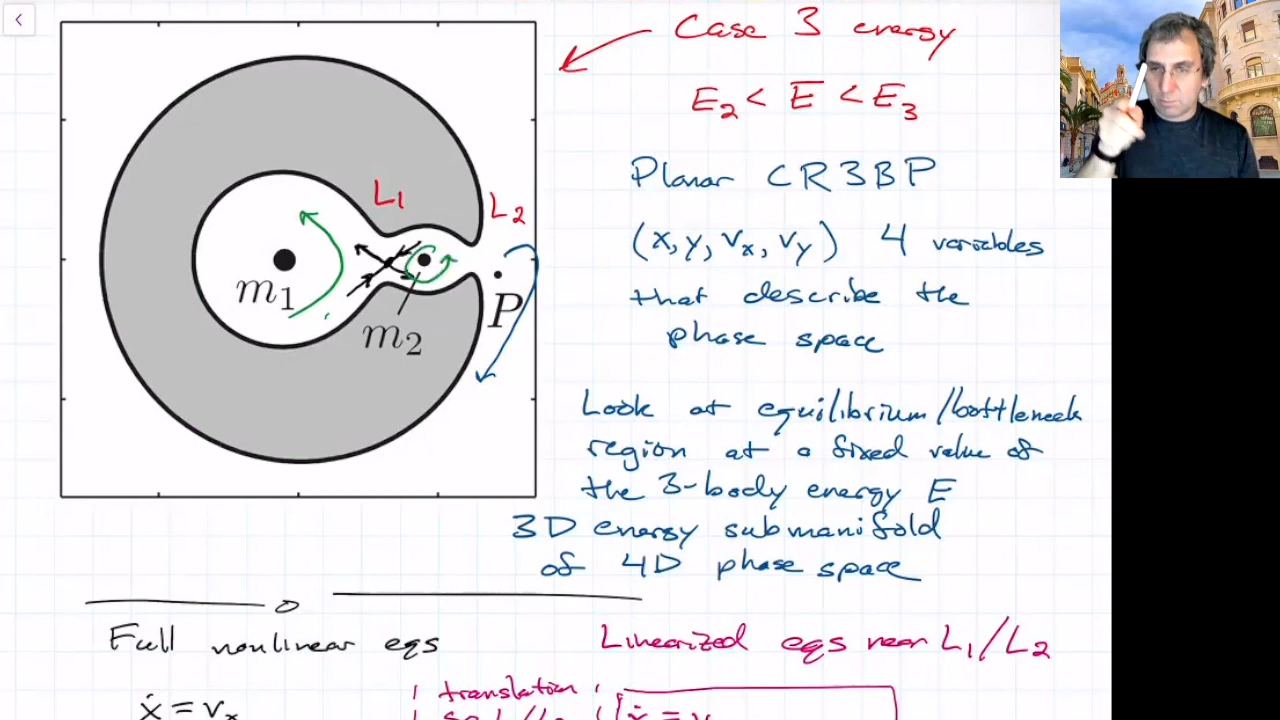 Case 3 energy
E2 < E < E3
Planar CR3BP
(x, y, vx, vy) 4 variables
that describe the
phase space
L1
L2
m1
m2
P
Look at equilibrium/bottleneck
region at a fixed value of
the 3-body energy E
3D energy submanifold
of 4D phase space
Full nonlinear eqs
Linearized eqs near L1/L2
translation
ẋ = vx